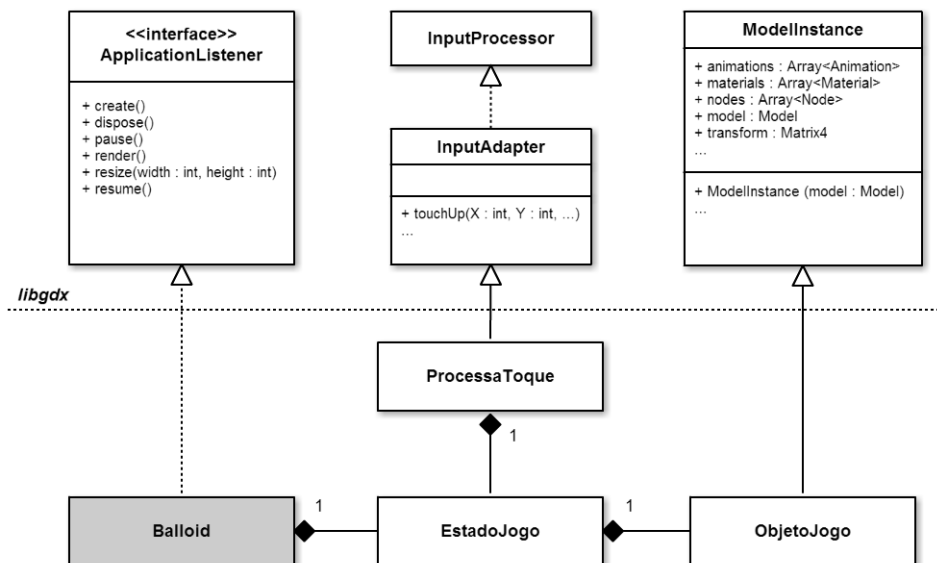 <<interface>>
ApplicationListener
+ create()
+ dispose()
+ pause()
+ render()
+ resize(width : int, height : int)
+ resume()
InputProcessor
InputAdapter
+ touchUp(X : int, Y : int, ...)
...
ModelInstance
+ animations : Array<Animation>
+ materials : Array<Material>
+ nodes : Array<Node>
+ model : Model
+ transform : Matrix4
...
+ ModelInstance (model : Model)
...
libgdx
ProcessaToque
1
Balloid
1
EstadoJogo
1
ObjetoJogo